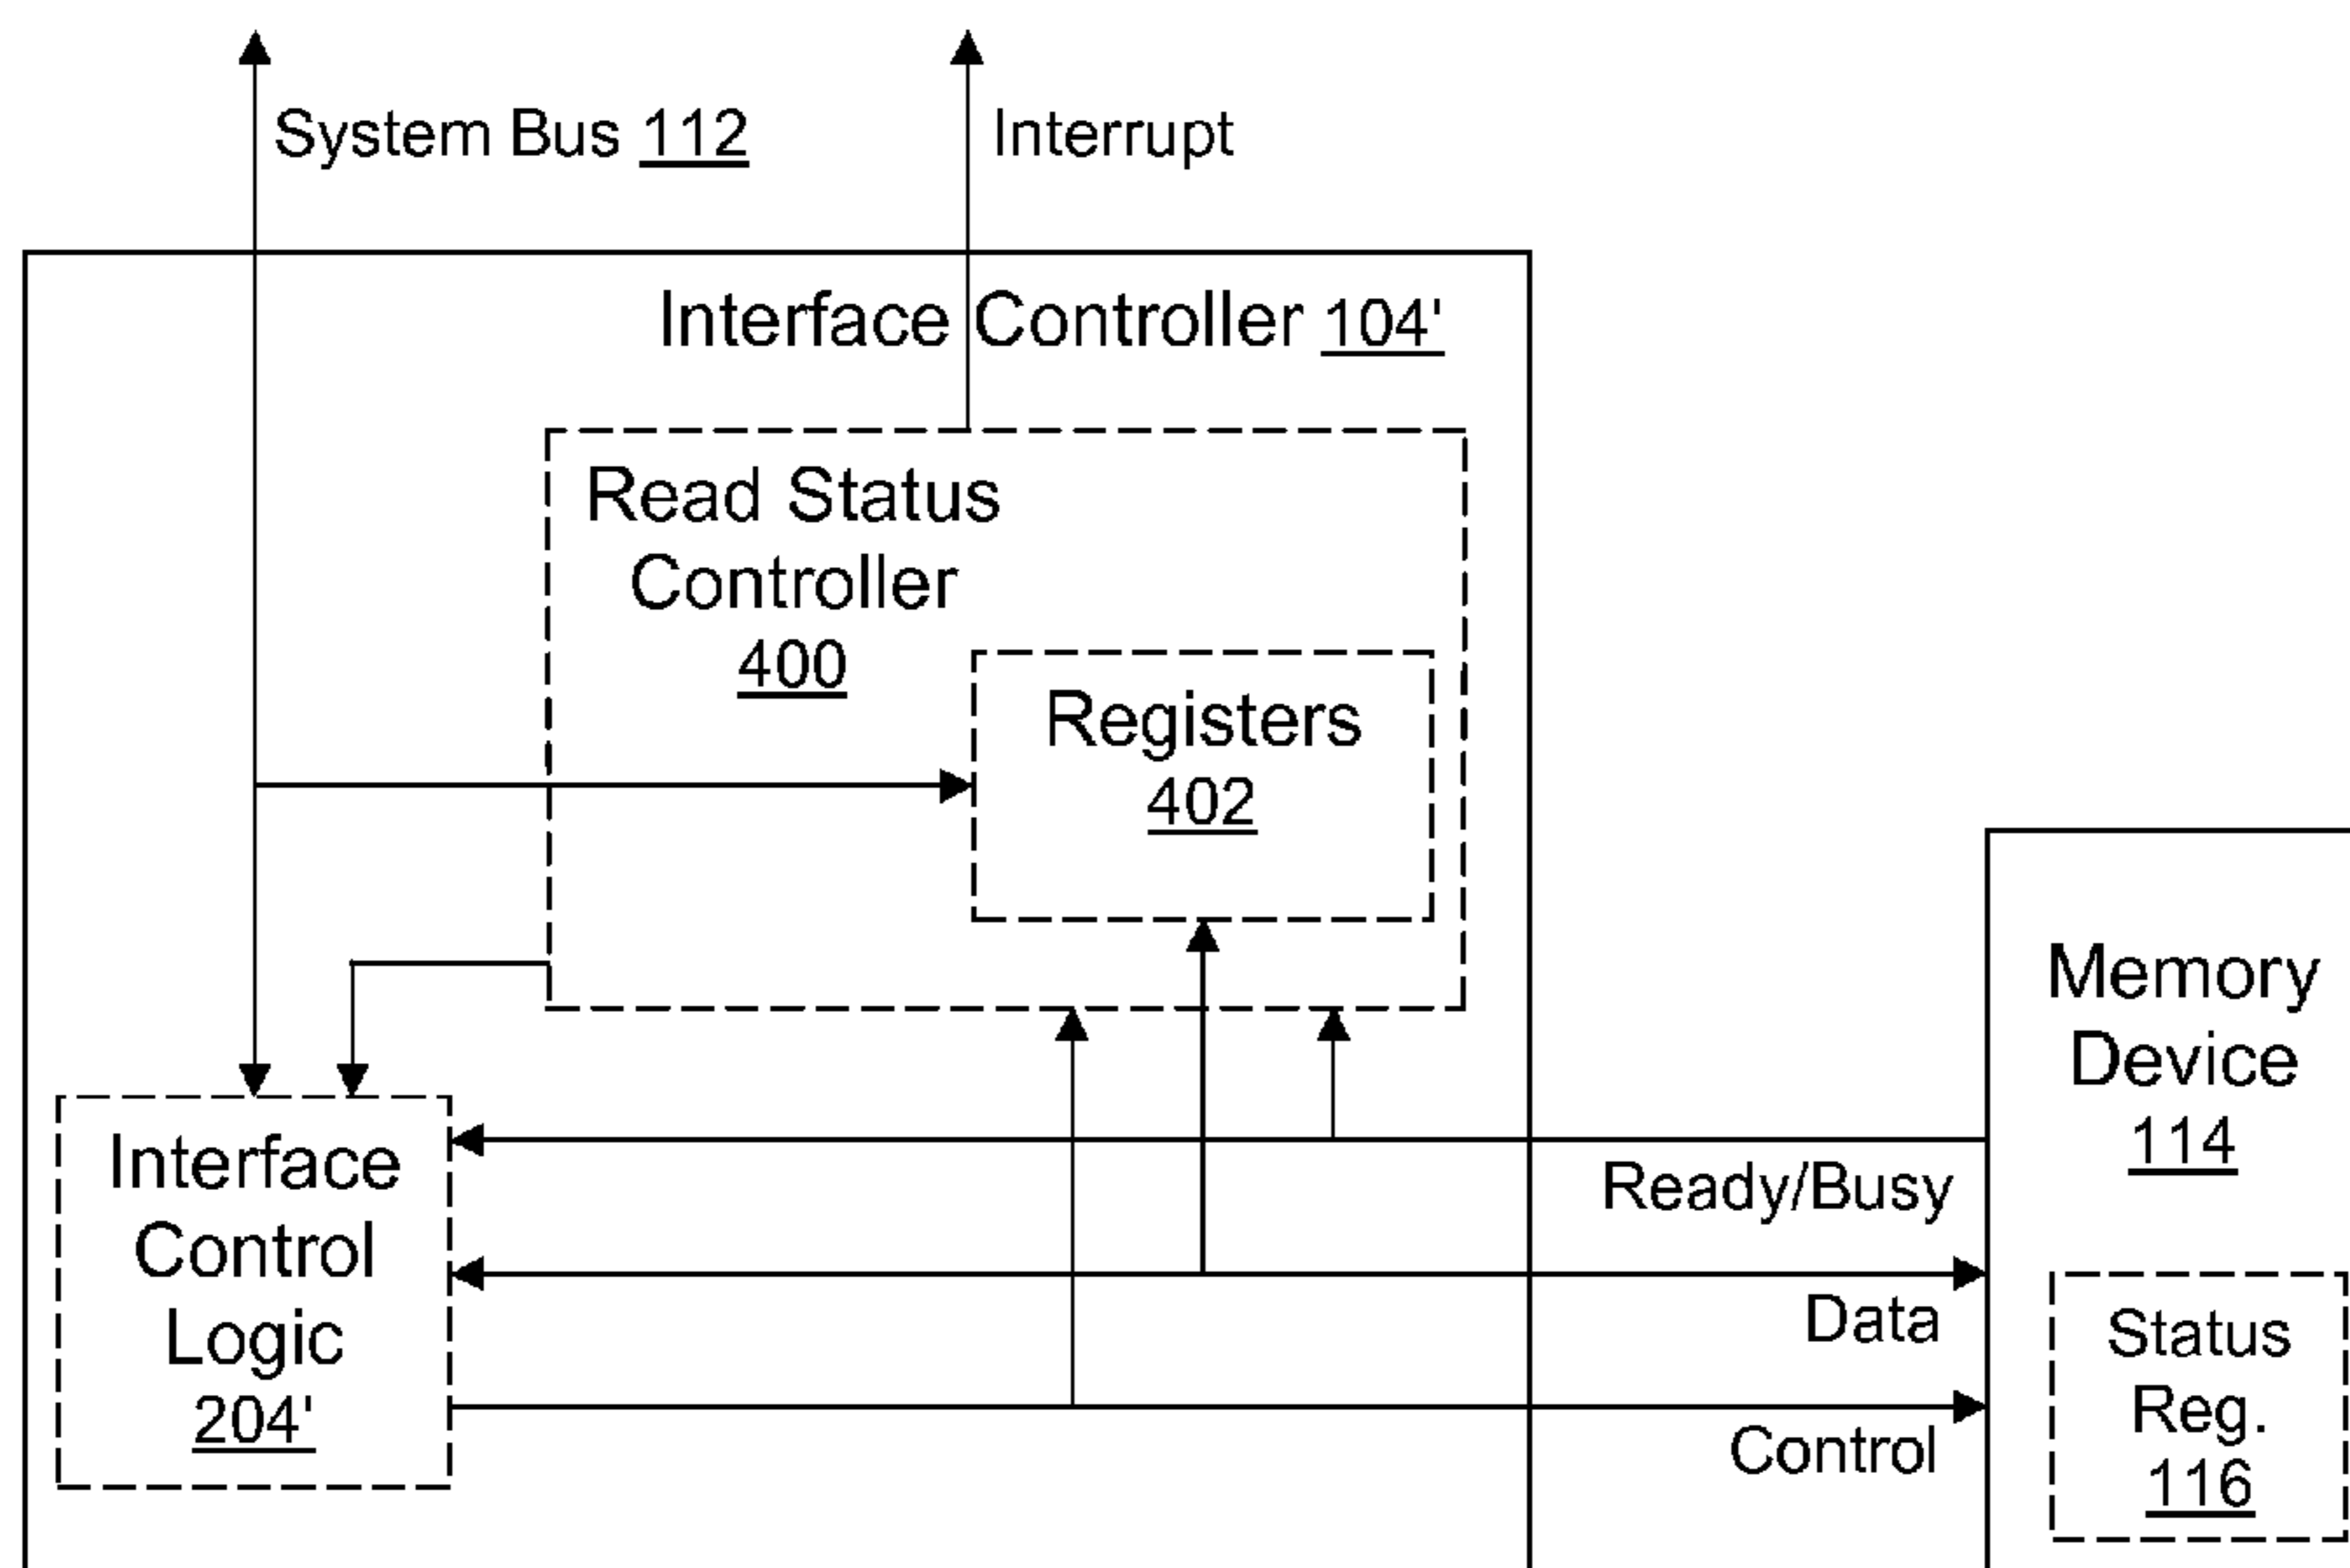 System Bus 112
Interrupt
Interface Controller 104'
Read Status
Controller
400
Registers
402
Memory
Device
114
Interface
Control
Logic
204'
Ready/Busy
Data
Control
Status
Reg.
116